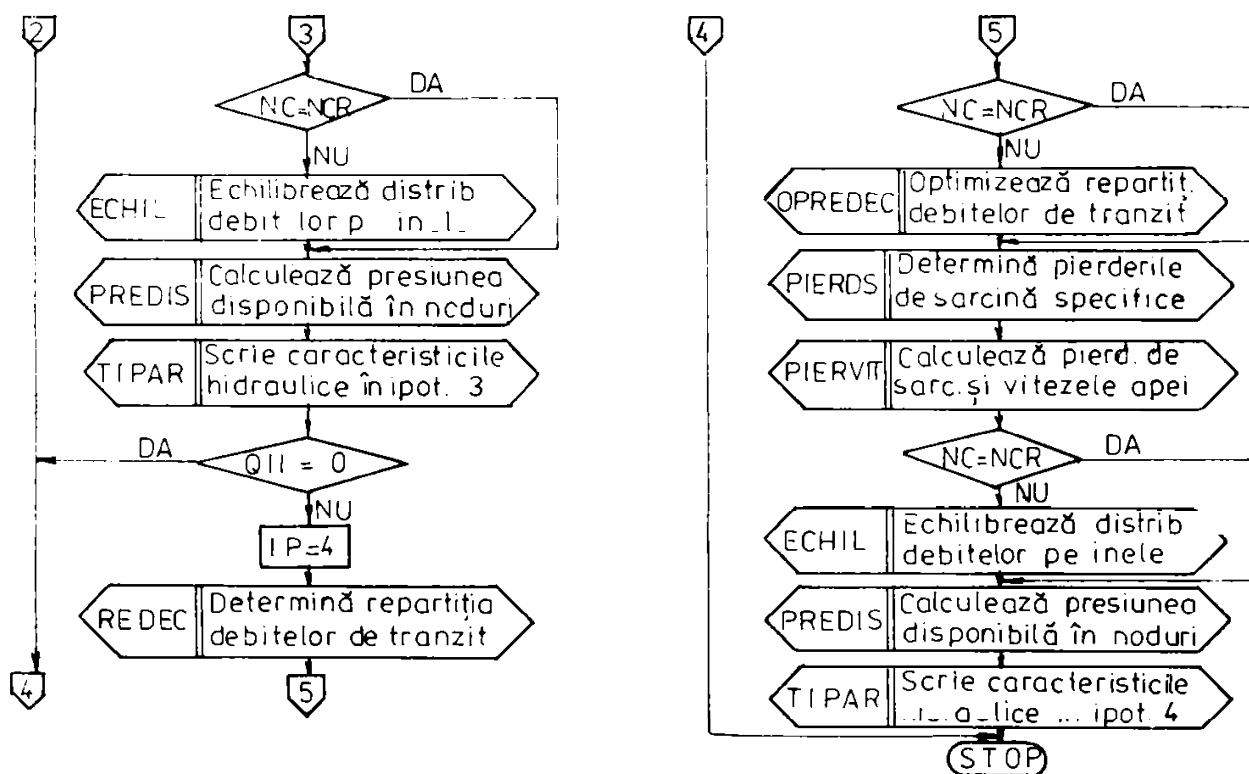 2
3
NC=NCR
DA
NU
ECHIL
Echilibrează distrib
PREDIS
Calculează presiunea
disponibilă în noduri
TIPAR
Scrie caracteristicile
hidraulice în ipot. 3
DA
= 0
NU
IP=4
REDEC
Determină repartiția
debitelor de tranzit
4
5
4
5
NC=NCR
DA
NU
OPREDEC
Optimizează repartiț.
debitelor de tranzit
PIERDS
Determină pierderile
de sarcină specifice
PIERVIT
Calculează pierd. de
sarc. și vitezele apei
NC=NCR
DA
NU
ECHIL
Echilibrează distrib
debitelor pe inele
PREDIS
Calculează presiunea
disponibilă în noduri
TIPAR
Scrie caracteristicile
ipot. 4
STOP